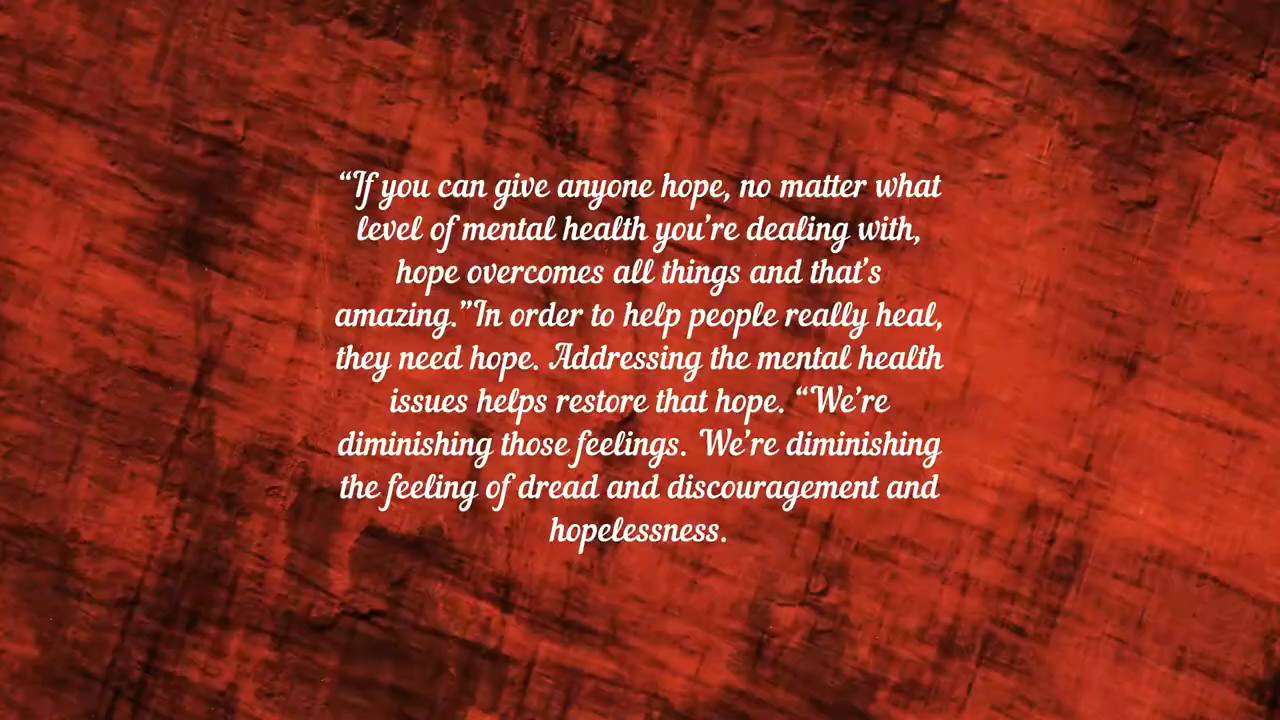 “If you can give anyone hope, no matter what
level of mental health you’re dealing with,
hope overcomes all things and that’s
amazing.”In order to help people really heal,
they need hope. Addressing the mental health
issues helps restore that hope. “We’re
diminishing those feelings. We’re diminishing
the feeling of dread and discouragement and
hopelessness.